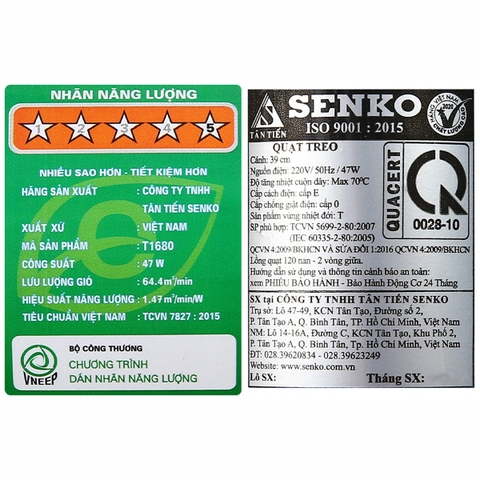 NHÃN NĂNG LƯỢNG
1 2 3 4 5
NHIỀU SAO HƠN - TIẾT KIỆM HƠN
HÃNG SẢN XUẤT : CÔNG TY TNHH
TÂN TIẾN SENKO
XUẤT XỨ : VIỆT NAM
MÃ SẢN PHẨM : T1680
CÔNG SUẤT : 47 W
LƯU LƯỢNG GIÓ : 64.4m³/min
HIỆU SUẤT NĂNG LƯỢNG : 1.47m³/min/W
TIÊU CHUẨN VIỆT NAM : TCVN 7827 : 2015
VNEEP
BỘ CÔNG THƯƠNG
CHƯƠNG TRÌNH
DÁN NHÃN NĂNG LƯỢNG
TÂN TIẾN
SENKO
ISO 9001 : 2015
HÀNG VIỆT NAM
2020
CHẤT LƯỢNG CAO
QUẠT TREO
Cánh: 39 cm
Nguồn điện: 220V/ 50Hz / 47W
Độ tăng nhiệt cuộn dây: Max 70ºC
Cấp cách điện: cấp E
Cấp chống giật điện: cấp 0
Sản phẩm vùng nhiệt đới: T
SP phù hợp: TCVN 5699-2-80:2007
(IEC 60335-2-80:2005)
QUACERT
0028-10
QCVN 4:2009/BKHCN VÀ SỬA ĐỔI 1:2016 QCVN 4:2009/BKHCN
Lồng quạt 120 nan - 2 vòng giữa.
Hướng dẫn sử dụng và thông tin cảnh báo an toàn:
xem PHIẾU BẢO HÀNH - Bảo Hành Động Cơ 24 Tháng
SX tại CÔNG TY TNHH TÂN TIẾN SENKO
Trụ sở: Lô 47-49, KCN Tân Tạo, Đường số 2,
P. Tân Tạo A, Q. Bình Tân, TP. Hồ Chí Minh, Việt Nam
NM: Lô 14-16A, Đường C, KCN Tân Tạo, Khu Phố 2,
P. Tân Tạo A, Q. Bình Tân, TP. Hồ Chí Minh, Việt Nam
ĐT: 028.39620834 - 028.39623249
Website: www.senko.com.vn
Lô SX: Tháng SX: